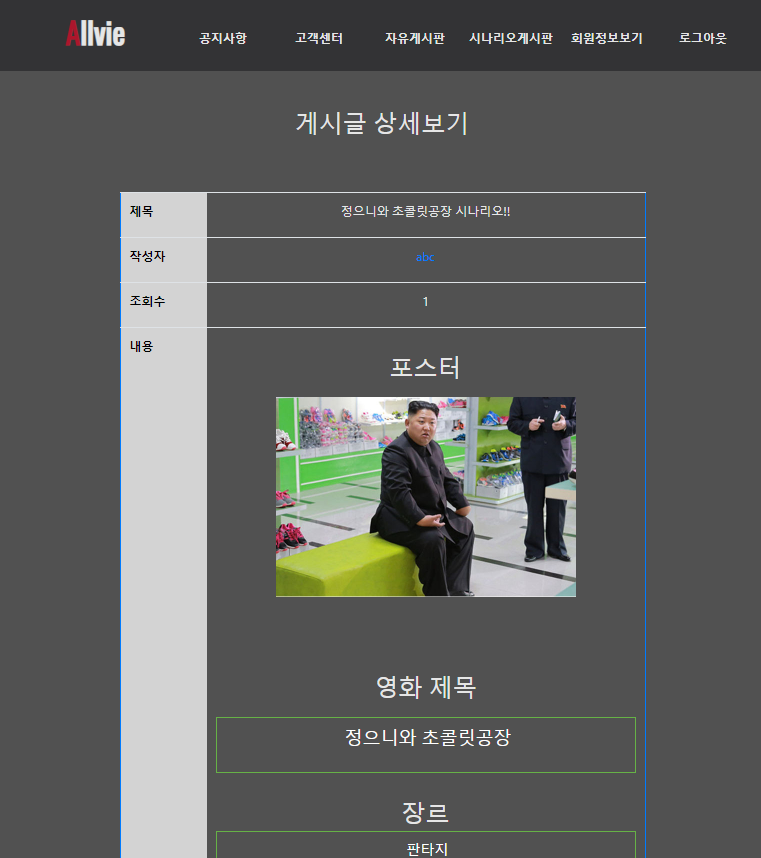 Allvie
공지사항 고객센터 자유게시판 시나리오게시판 회원정보보기 로그아웃
게시글 상세보기
제목 정으니와 초콜릿공장 시나리오!!
작성자 abc
조회수 1
내용
포스터
영화 제목
정으니와 초콜릿공장
장르
판타지